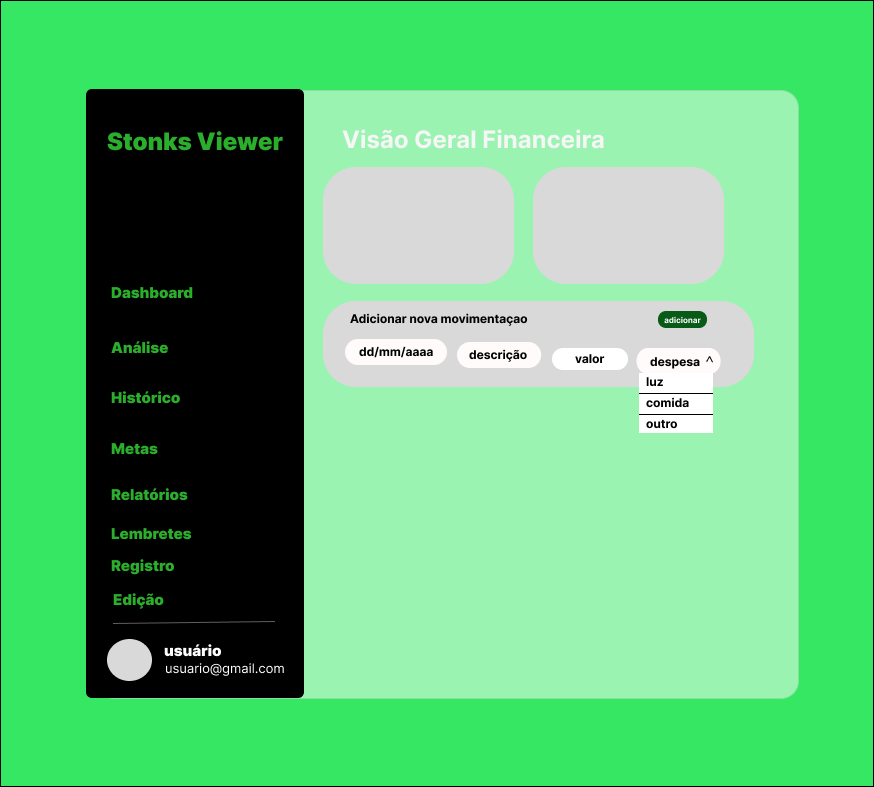 Stonks Viewer
Dashboard
Análise
Histórico
Metas
Relatórios
Lembretes
Registro
Edição
usuário
usuario@gmail.com
Visão Geral Financeira
Adicionar nova movimentaçao
adicionar
dd/mm/aaaa
descrição
valor
despesa ^
luz
comida
outro